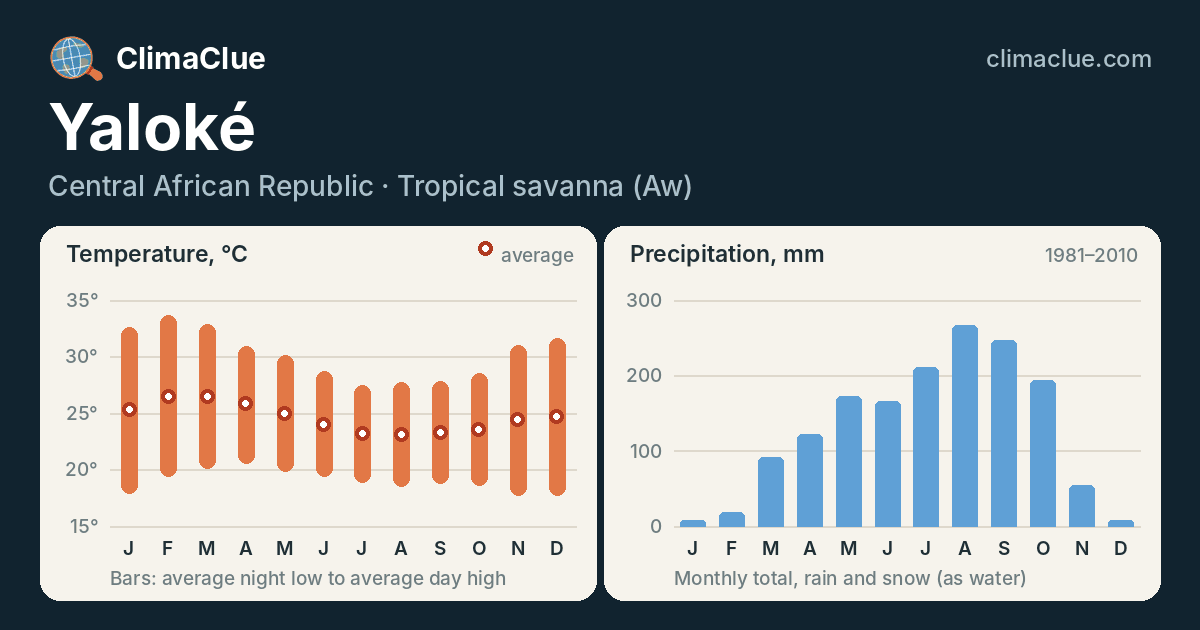 ClimaClue
climaclue.com
Yaloké
Central African Republic · Tropical savanna (Aw)
Temperature, °C
average
35°
30°
25°
20°
15°
J F M A M J J A S O N D
Bars: average night low to average day high
Precipitation, mm
1981–2010
300
200
100
0
J F M A M J J A S O N D
Monthly total, rain and snow (as water)